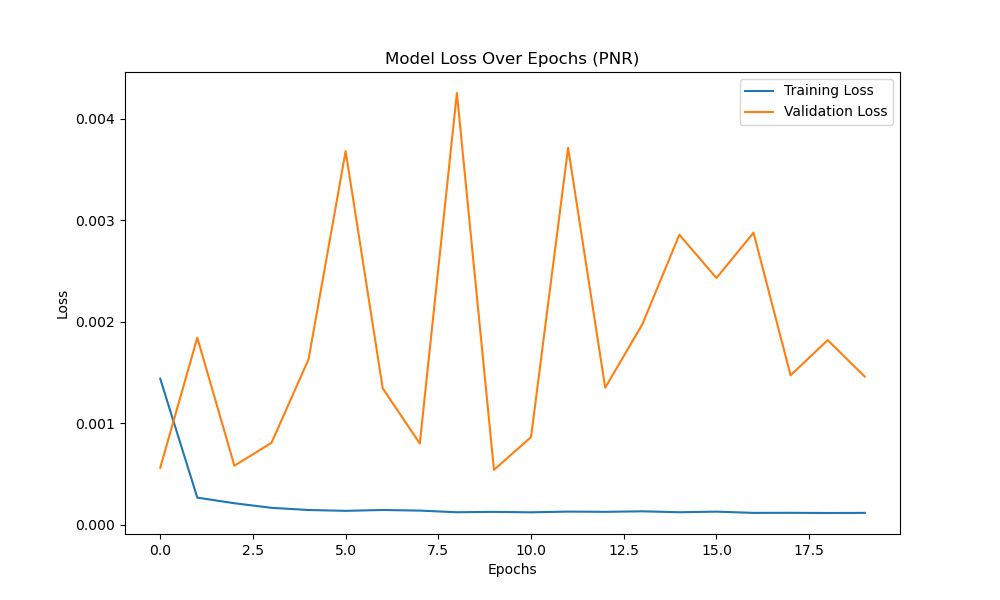 Model Loss Over Epochs (PNR)
Training Loss
Validation Loss
0.004
0.003
0.002
0.001
0.000
Loss
0.0 2.5 5.0 7.5 10.0 12.5 15.0 17.5
Epochs